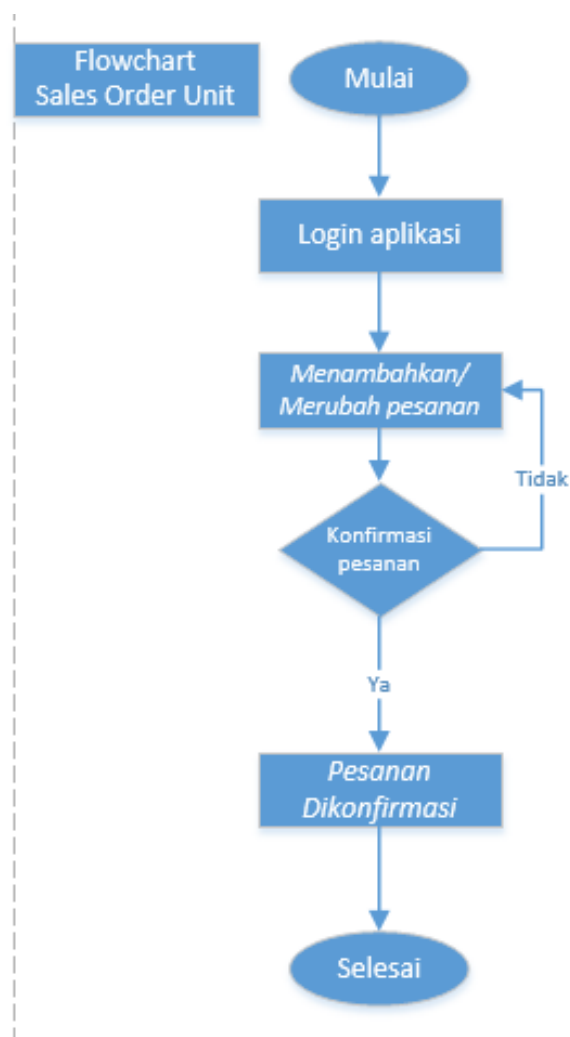 Flowchart
Sales Order Unit
Mulai
Login aplikasi
Menambahkan/
Merubah pesanan
Tidak
Konfirmasi
pesanan
Ya
Pesanan
Dikonfirmasi
Selesai